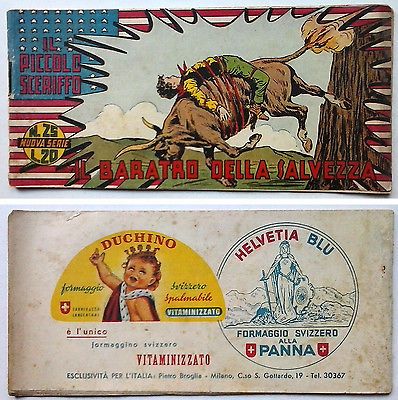 IL
PICCOLO
SCERIFFO
N. 25
NUOVA SERIE
L. 20
IL BARATRO DELLA SALVEZZA
DUCHINO
formaggio
svizzero
spalmabile
VITAMINIZZATO
è l'unico
formaggino svizzero
VITAMINIZZATO
HELVETIA BLU
FORMAGGIO SVIZZERO
ALLA
PANNA
ESCLUSIVITÀ PER L'ITALIA: Pietro Broglia - Milano, C.so S. Gottardo, 19 - Tel. 30367